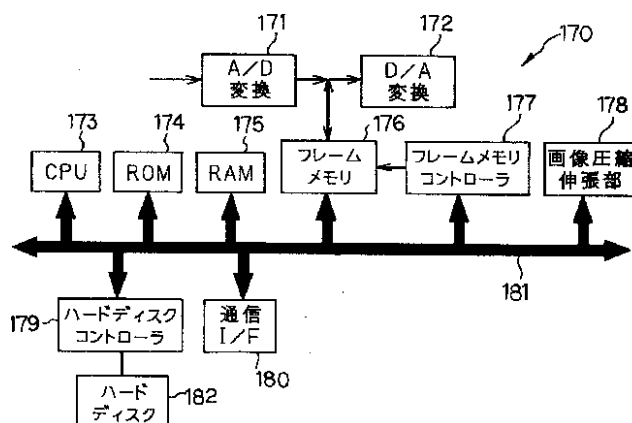 171
172
170
A/D
変換
D/A
変換
173
174
175
176
177
178
CPU
ROM
RAM
フレーム
メモリ
フレームメモリ
コントローラ
画像圧縮
伸張部
181
179
ハードディスク
コントローラ
通信
I/F
180
ハード
ディスク
182